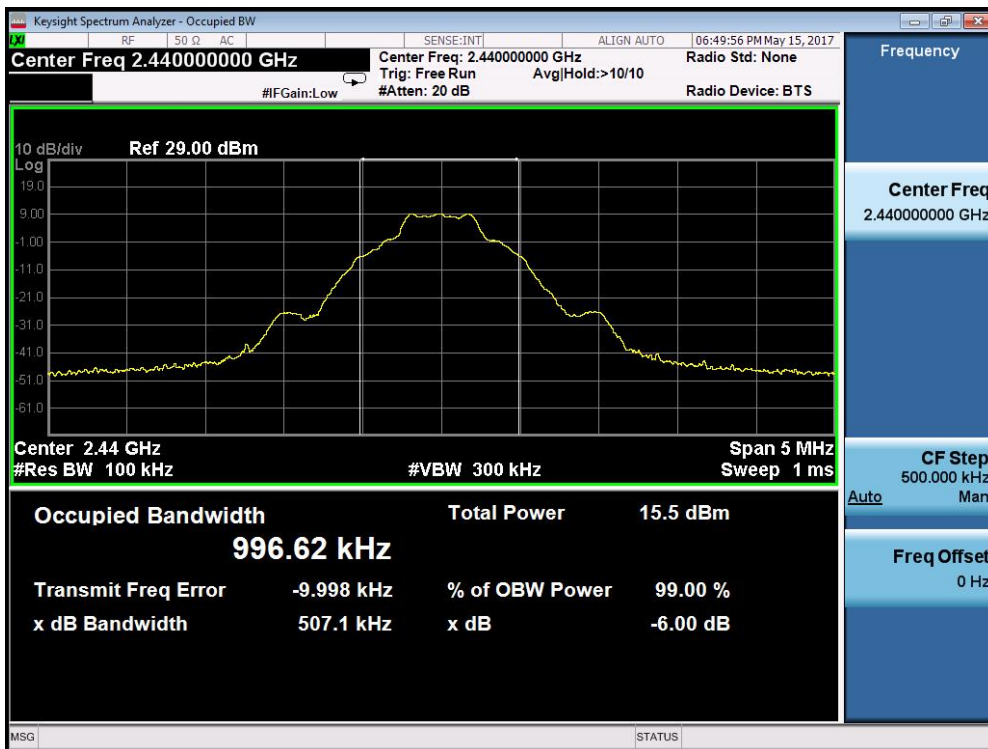 Keysight Spectrum Analyzer - Occupied BW
LXI RF 50 Ω AC SENSE:INT ALIGN AUTO 06:49:56 PM May 15, 2017
Center Freq 2.440000000 GHz
Center Freq: 2.440000000 GHz
Radio Std: None
Trig: Free Run Avg|Hold:>10/10
#IFGain:Low
#Atten: 20 dB
Radio Device: BTS
Frequency
10 dB/div Ref 29.00 dBm
Log
19.0
9.00
-1.00
-11.0
-21.0
-31.0
-41.0
-51.0
-61.0
Center 2.44 GHz
Span 5 MHz
#Res BW 100 kHz
#VBW 300 kHz
Sweep 1 ms
Center Freq
2.440000000 GHz
CF Step
500.000 kHz
Auto Man
Freq Offset
0 Hz
Occupied Bandwidth
996.62 kHz
Total Power 15.5 dBm
Transmit Freq Error -9.998 kHz
% of OBW Power 99.00 %
x dB Bandwidth 507.1 kHz
x dB -6.00 dB
MSG
STATUS